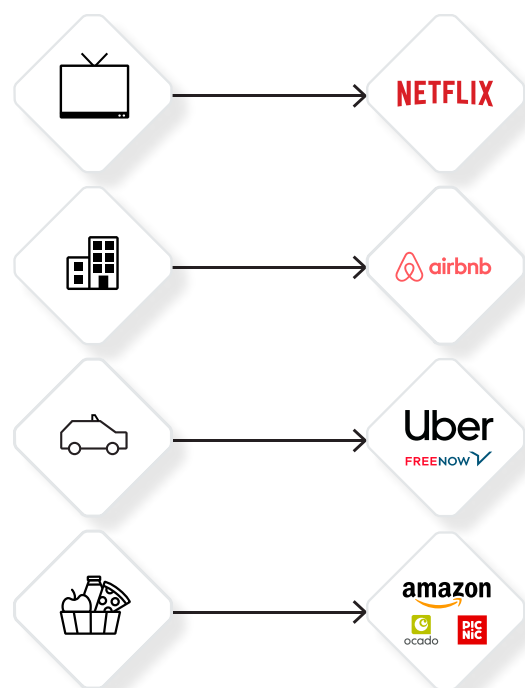 NETFLIX
airbnb
Uber
FREENOW
amazon
ocado
PIC
NIC